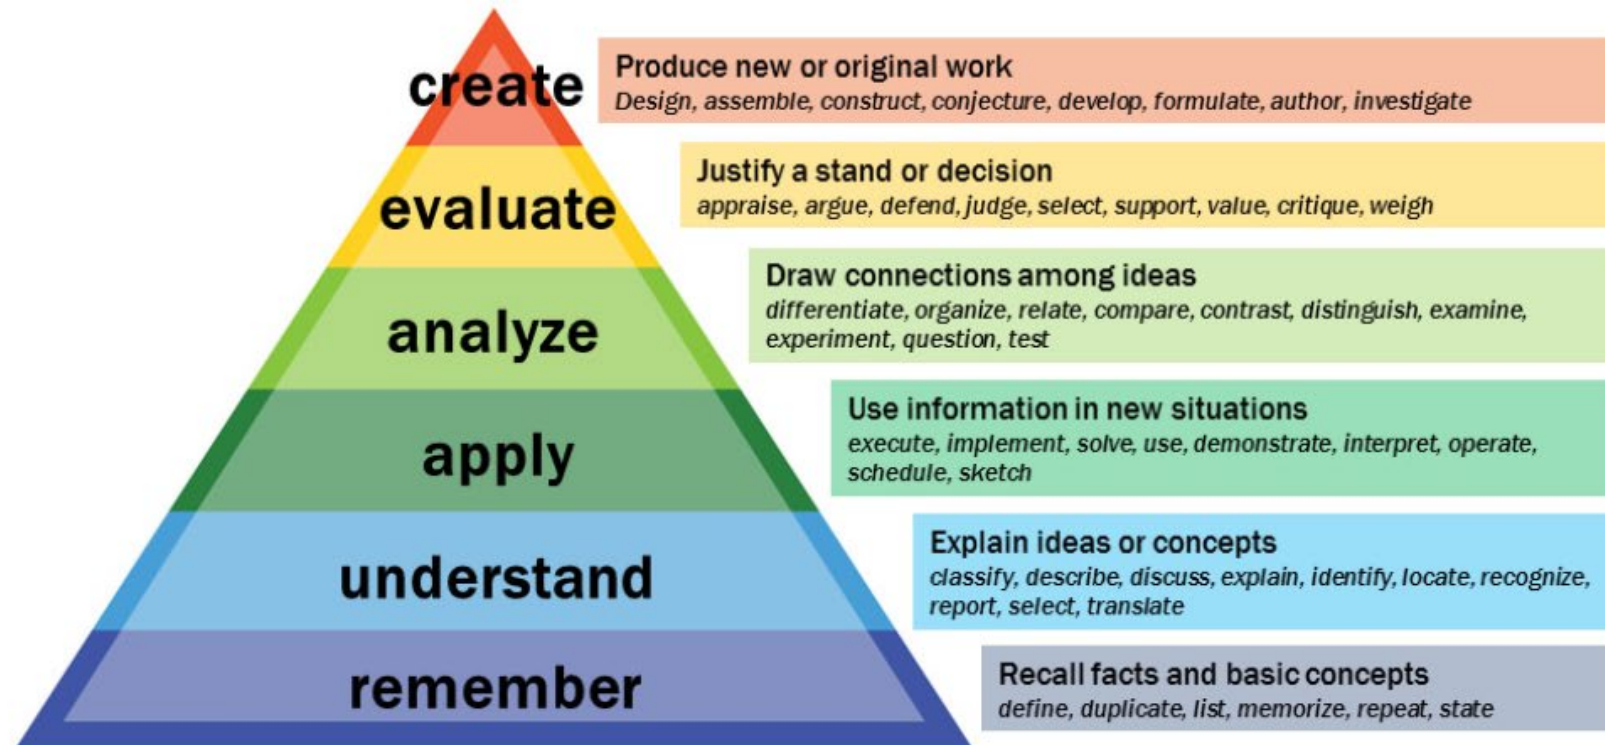 create
Produce new or original work
Design, assemble, construct, conjecture, develop, formulate, author, investigate
evaluate
Justify a stand or decision
appraise, argue, defend, judge, select, support, value, critique, weigh
analyze
Draw connections among ideas
differentiate, organize, relate, compare, contrast, distinguish, examine,
experiment, question, test
apply
Use information in new situations
execute, implement, solve, use, demonstrate, interpret, operate,
schedule, sketch
understand
Explain ideas or concepts
classify, describe, discuss, explain, identify, locate, recognize,
report, select, translate
remember
Recall facts and basic concepts
define, duplicate, list, memorize, repeat, state